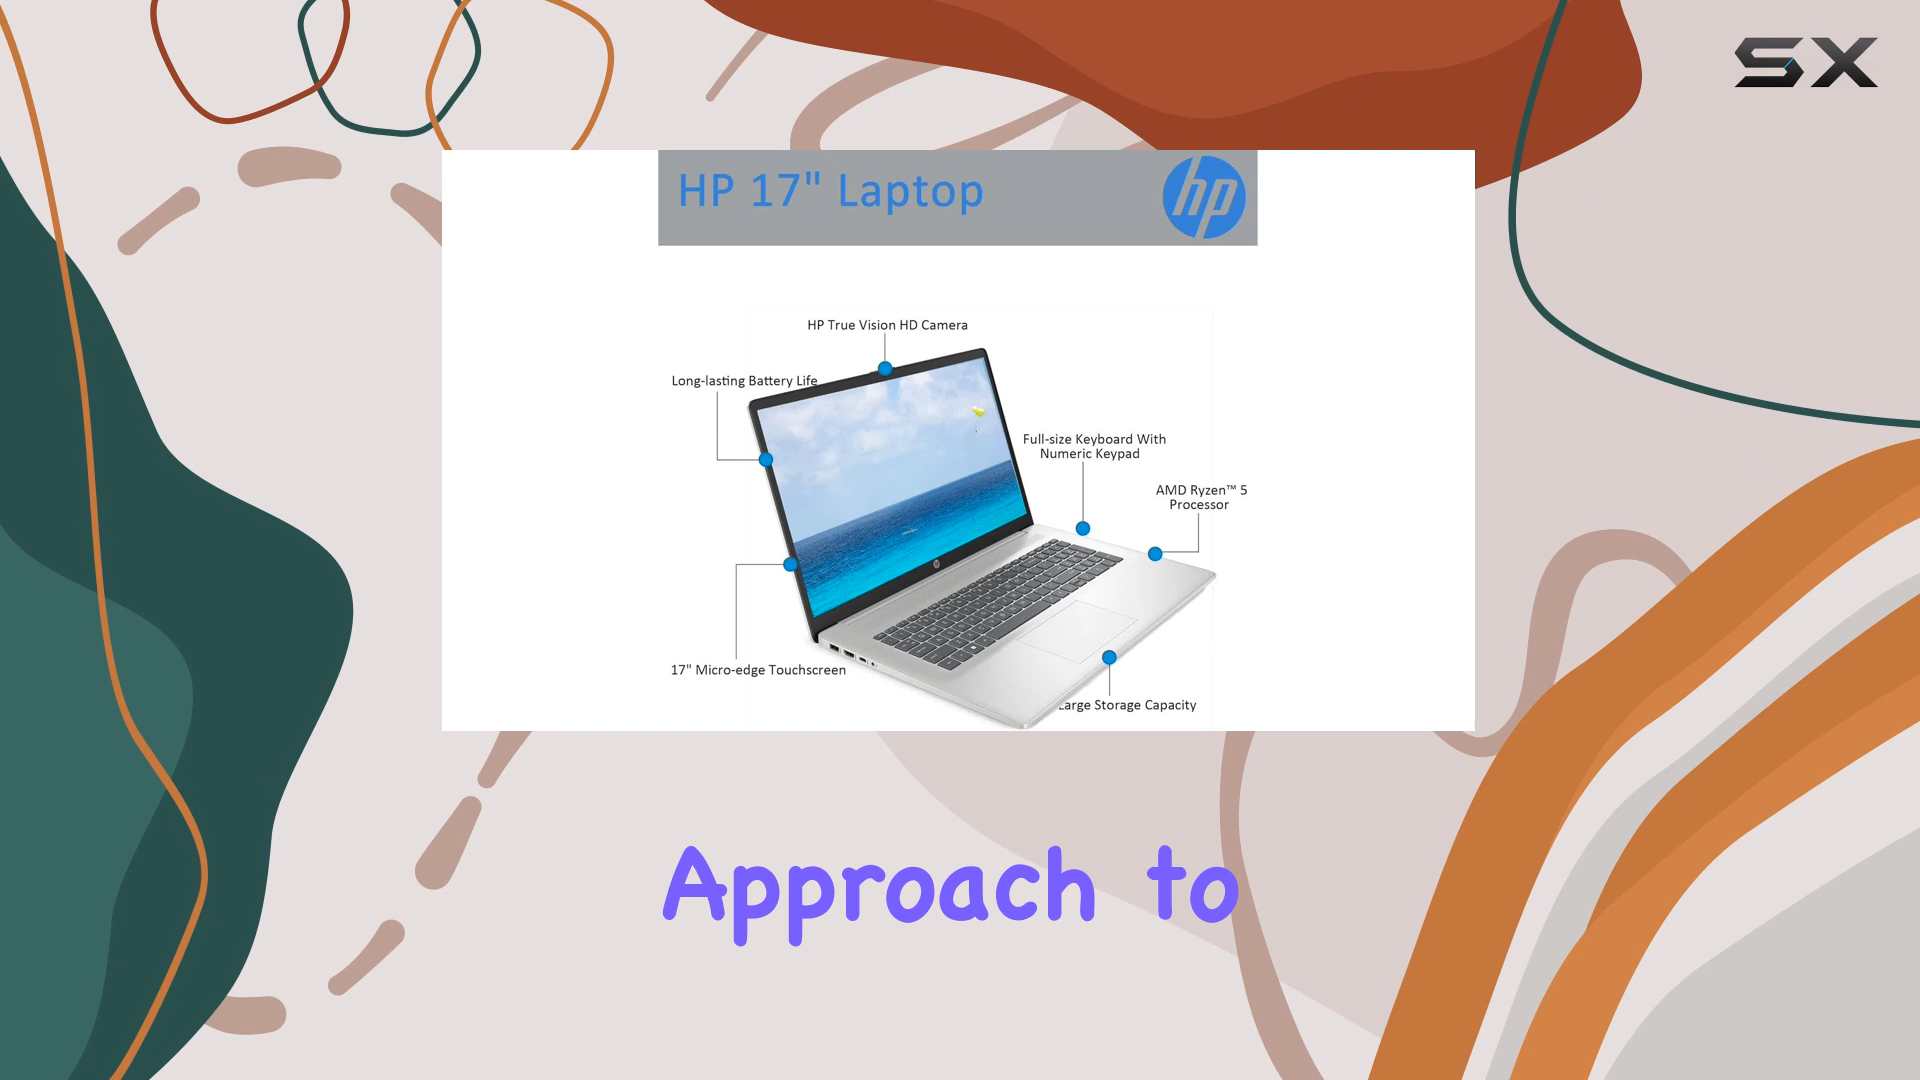 SX
HP 17" Laptop
hp
HP True Vision HD Camera
Long-lasting Battery Life
Full-size Keyboard With
Numeric Keypad
AMD Ryzen™ 5
Processor
17" Micro-edge Touchscreen
Large Storage Capacity
Approach to